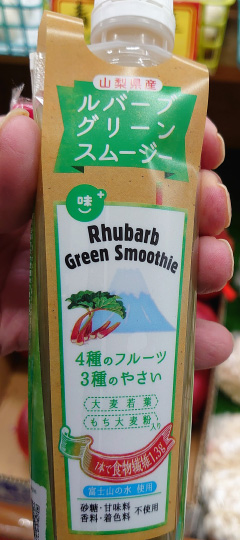 山梨県産
ルバーブ
グリーン
スムージー
味+
Rhubarb
Green Smoothie
4種のフルーツ
3種のやさい
大麦若葉
もち大麦粉入り
1本で食物繊維1.3g
富士山の水 使用
砂糖・甘味料
香料・着色料 不使用